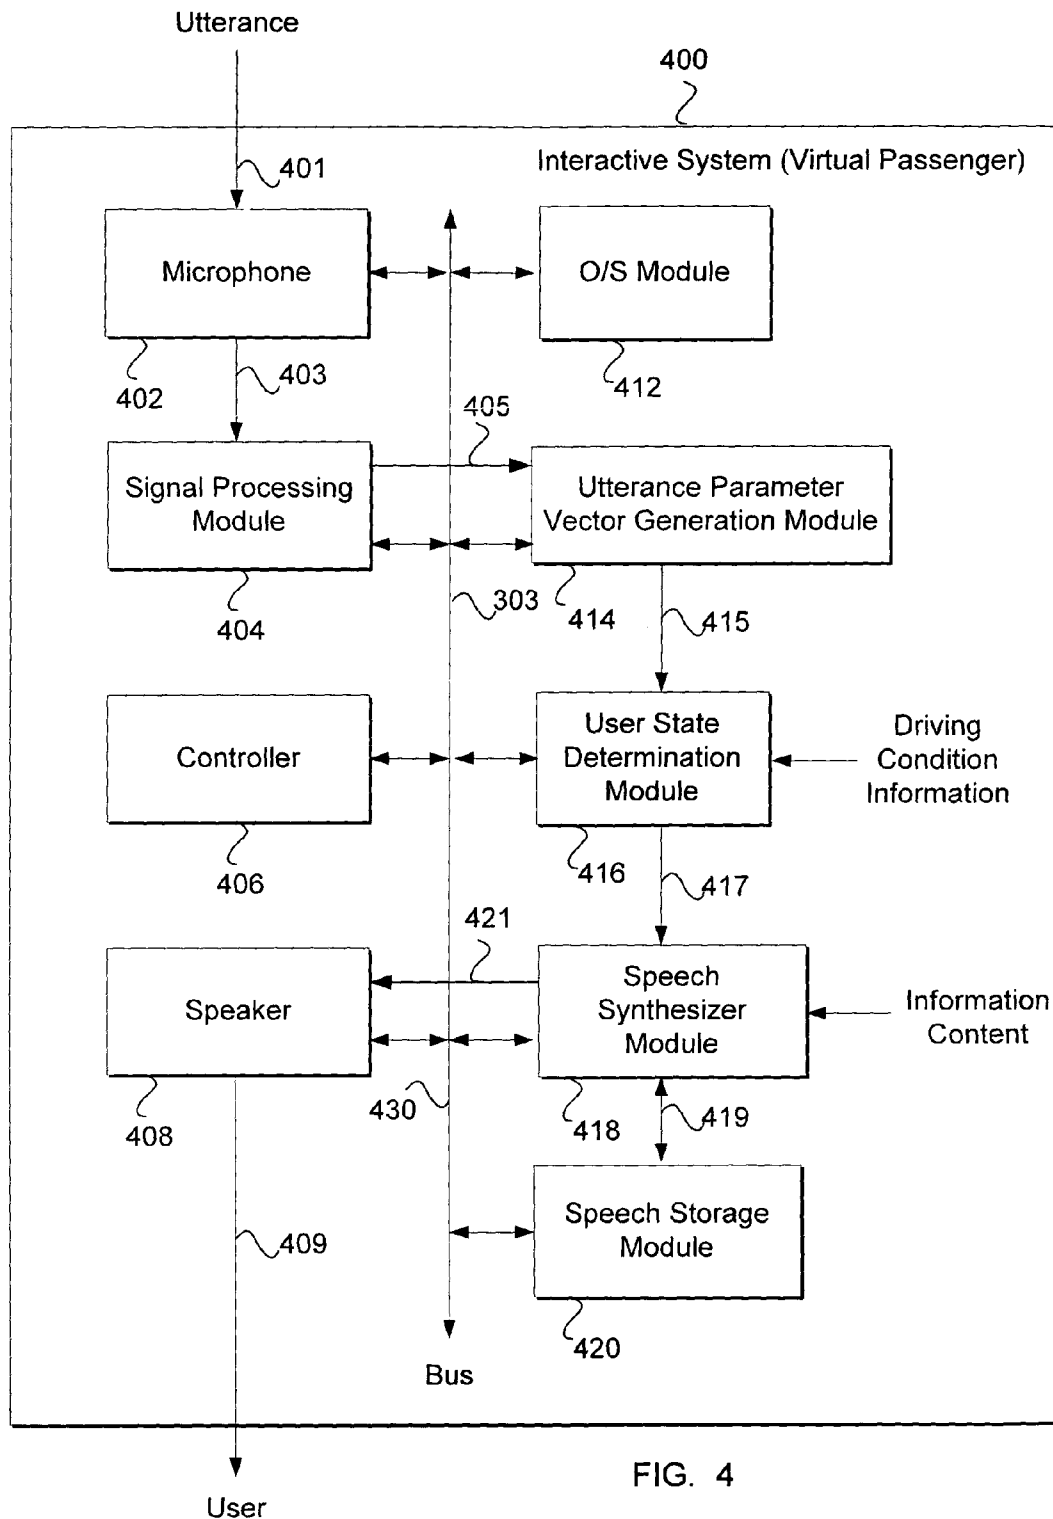 Utterance
400
Interactive System (Virtual Passenger)
401
Microphone
O/S Module
402
403
412
405
Signal Processing
Module
Utterance Parameter
Vector Generation Module
404
303
414
415
Controller
User State
Determination
Module
Driving
Condition
Information
406
416
417
421
Speaker
Speech
Synthesizer
Module
Information
Content
408
430
418
419
409
Speech Storage
Module
420
Bus
FIG. 4
User